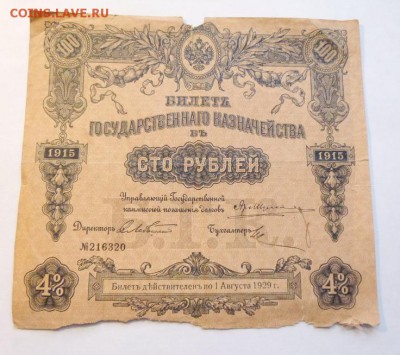 COINS.LAVE.RU
100 100
БИЛЕТЪ
ГОСУДАРСТВЕННАГО КАЗНАЧЕЙСТВА
ВЪ
1915 СТО РУБЛЕЙ 1915
Управляющій Государственной
коммиссіей погашенія долговъ
Директоръ Бухгалтеръ
№216320
4% 4%
Билетъ дѣйствителенъ по 1 Августа 1929 г.